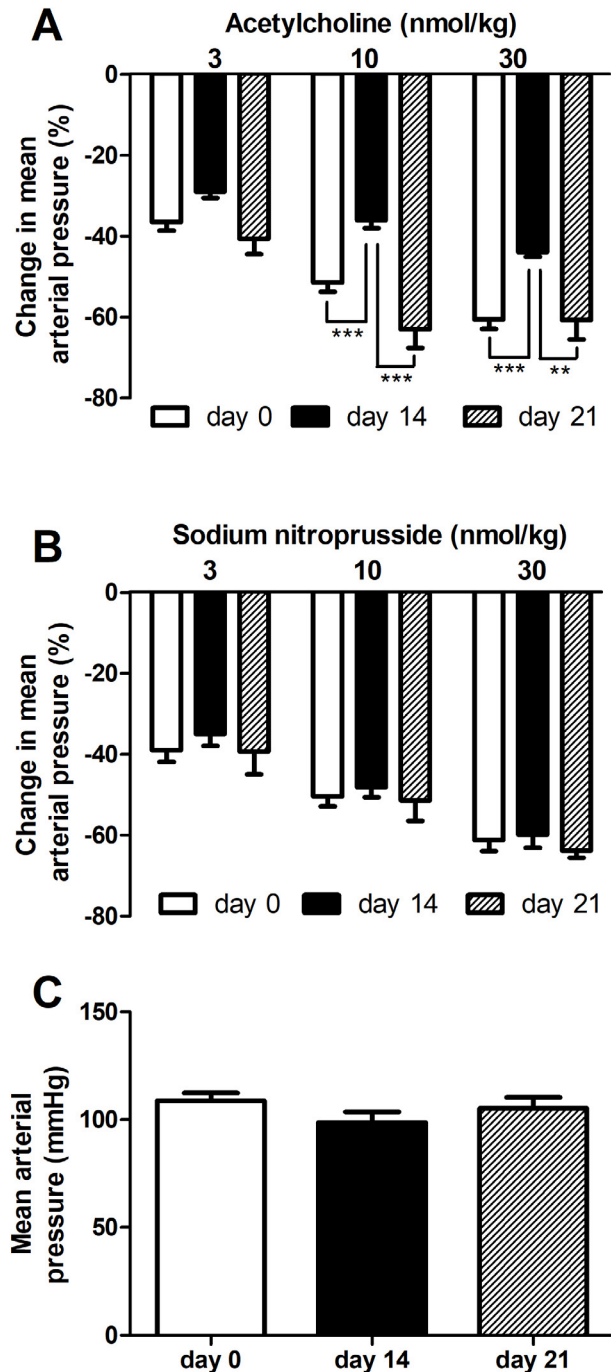 A
Acetylcholine (nmol/kg)
3 10 30
Change in mean
arterial pressure (%)
0
-20
-40
-60
-80
*** *** *** **
day 0 day 14 day 21
B
Sodium nitroprusside (nmol/kg)
3 10 30
Change in mean
arterial pressure (%)
0
-20
-40
-60
-80
day 0 day 14 day 21
C
Mean arterial
pressure (mmHg)
150
100
50
0
day 0 day 14 day 21